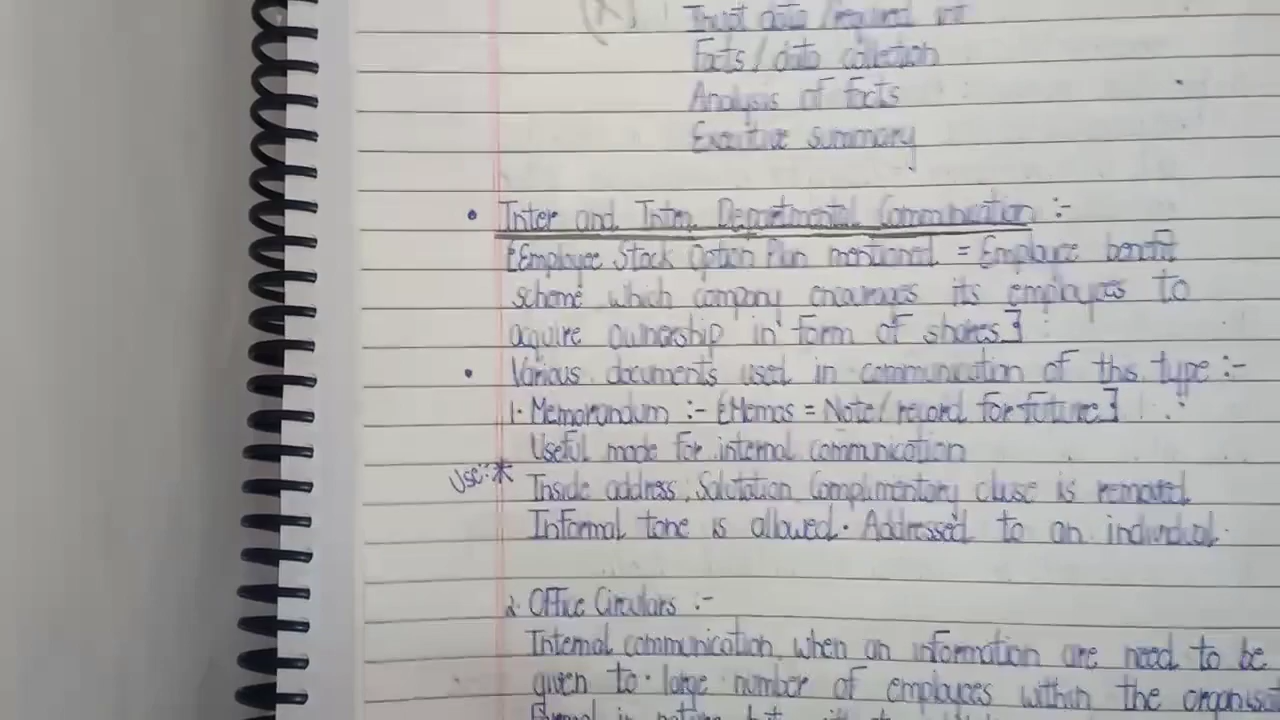 data / required
Facts / data collection
Analysis of facts
Executive summary
• Inter and Intra Departmental Communication :-
[Employee Stock Option Plan mentioned = Employee benefit
scheme which company encourages its employees to
acquire ownership in form of shares]
• Various documents used in communication of this type :-
1. Memorandum :- [Memos = Note / record for future]
Useful mode for internal communication
Use:*
Inside address, Salutation Complimentary close is removed
Informal tone is allowed. Addressed to an individual.
2. Office Circulars :-
Internal communication, when an information are need to be
given to large number of employees within the